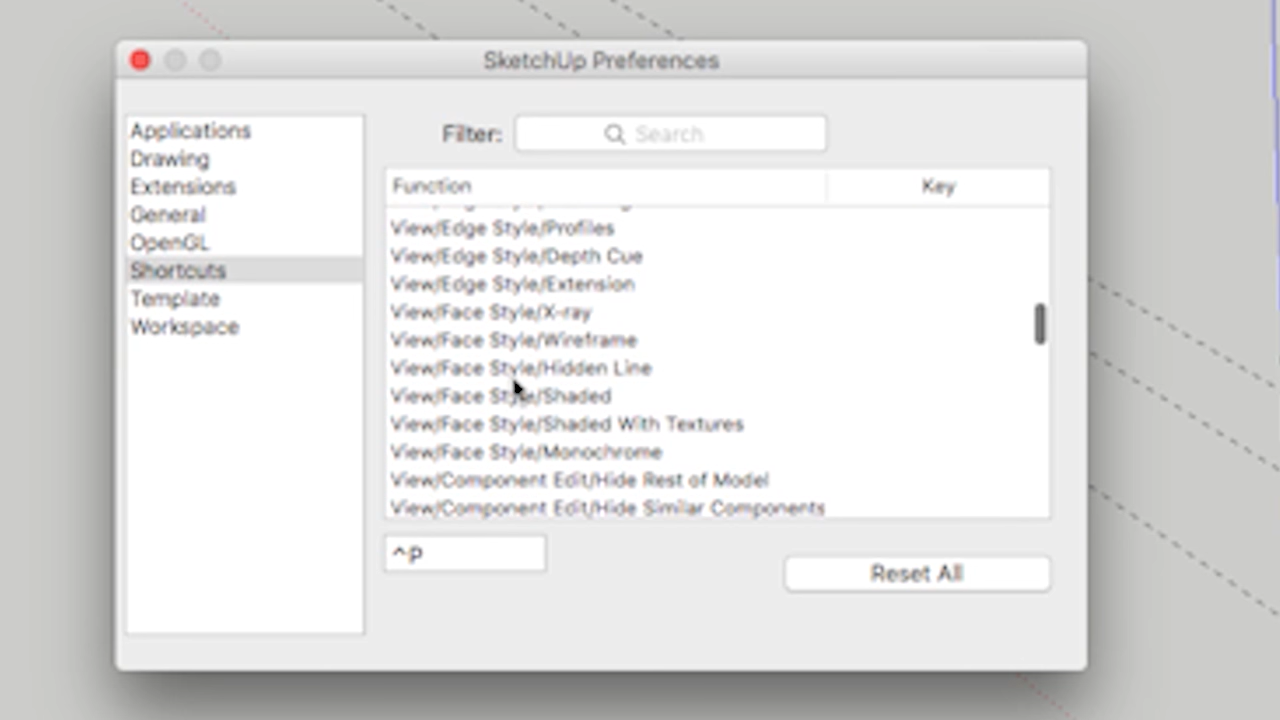 SketchUp Preferences
Applications
Drawing
Extensions
General
OpenGL
Shortcuts
Template
Workspace
Filter:
Search
Function Key
View/Edge Style/Profiles
View/Edge Style/Depth Cue
View/Edge Style/Extension
View/Face Style/X-ray
View/Face Style/Wireframe
View/Face Style/Hidden Line
View/Face Style/Shaded
View/Face Style/Shaded With Textures
View/Face Style/Monochrome
View/Component Edit/Hide Rest of Model
View/Component Edit/Hide Similar Components
^p
Reset All